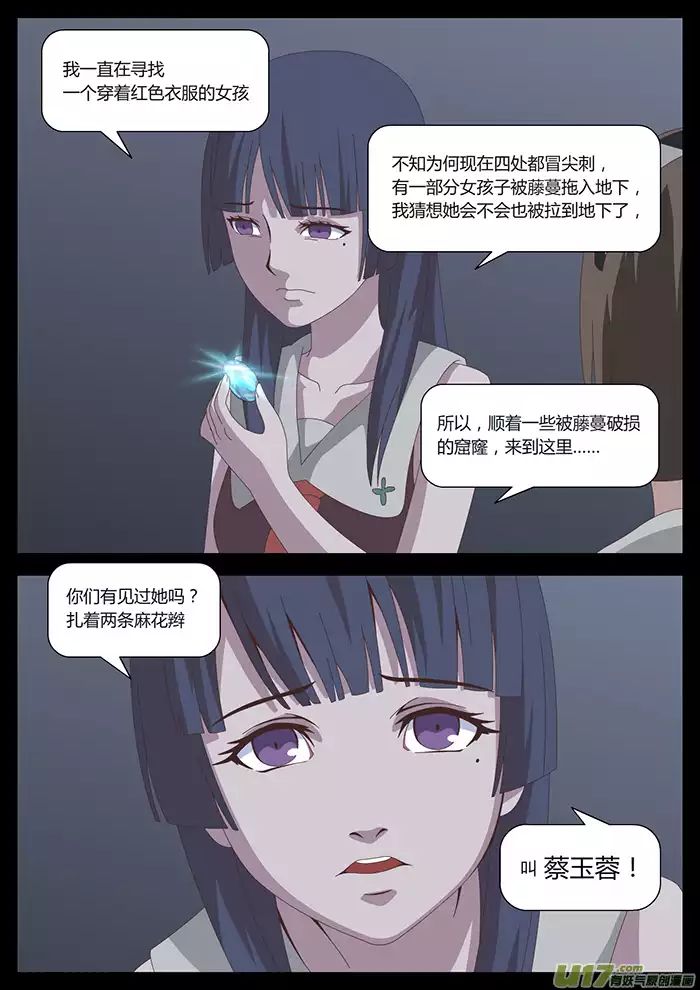 我一直在寻找
一个穿着红色衣服的女孩
不知为何现在四处都冒尖刺，
有一部分女孩子被藤蔓拖入地下，
我猜想她会不会也被拉到地下了，
所以，顺着一些被藤蔓破损
的窟窿，来到这里……
你们有见过她吗？
扎着两条麻花辫
叫 蔡玉蓉！
U17.com
有妖气原创漫画